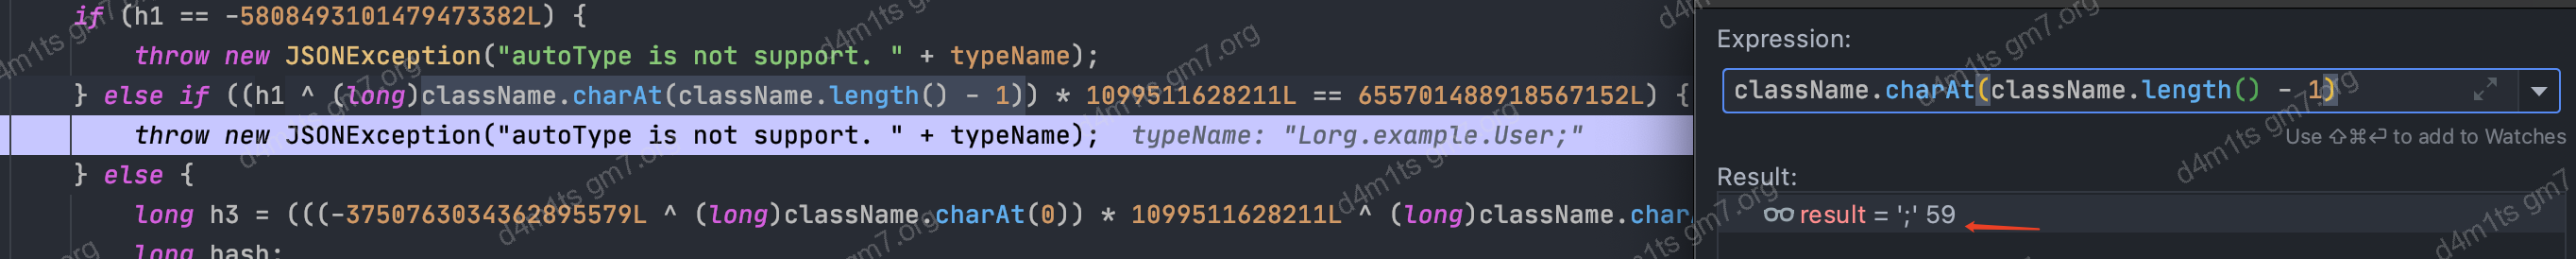 if (h1 == -5808493101479473382L) {
throw new JSONException("autoType is not support. " + typeName);
} else if ((h1 ^ (long)className.charAt(className.length() - 1)) * 1099511628211L == 655701488918567152L) {
throw new JSONException("autoType is not support. " + typeName); typeName: "Lorg.example.User;"
} else {
long h3 = (((-3750763034362895579L ^ (long)className.charAt(0)) * 1099511628211L ^ (long)className.char
long hash:
Expression:
className.charAt(className.length() - 1)
Use ⇧⌘⏎ to add to Watches
Result:
result = ';' 59
d4m1ts gm7.org